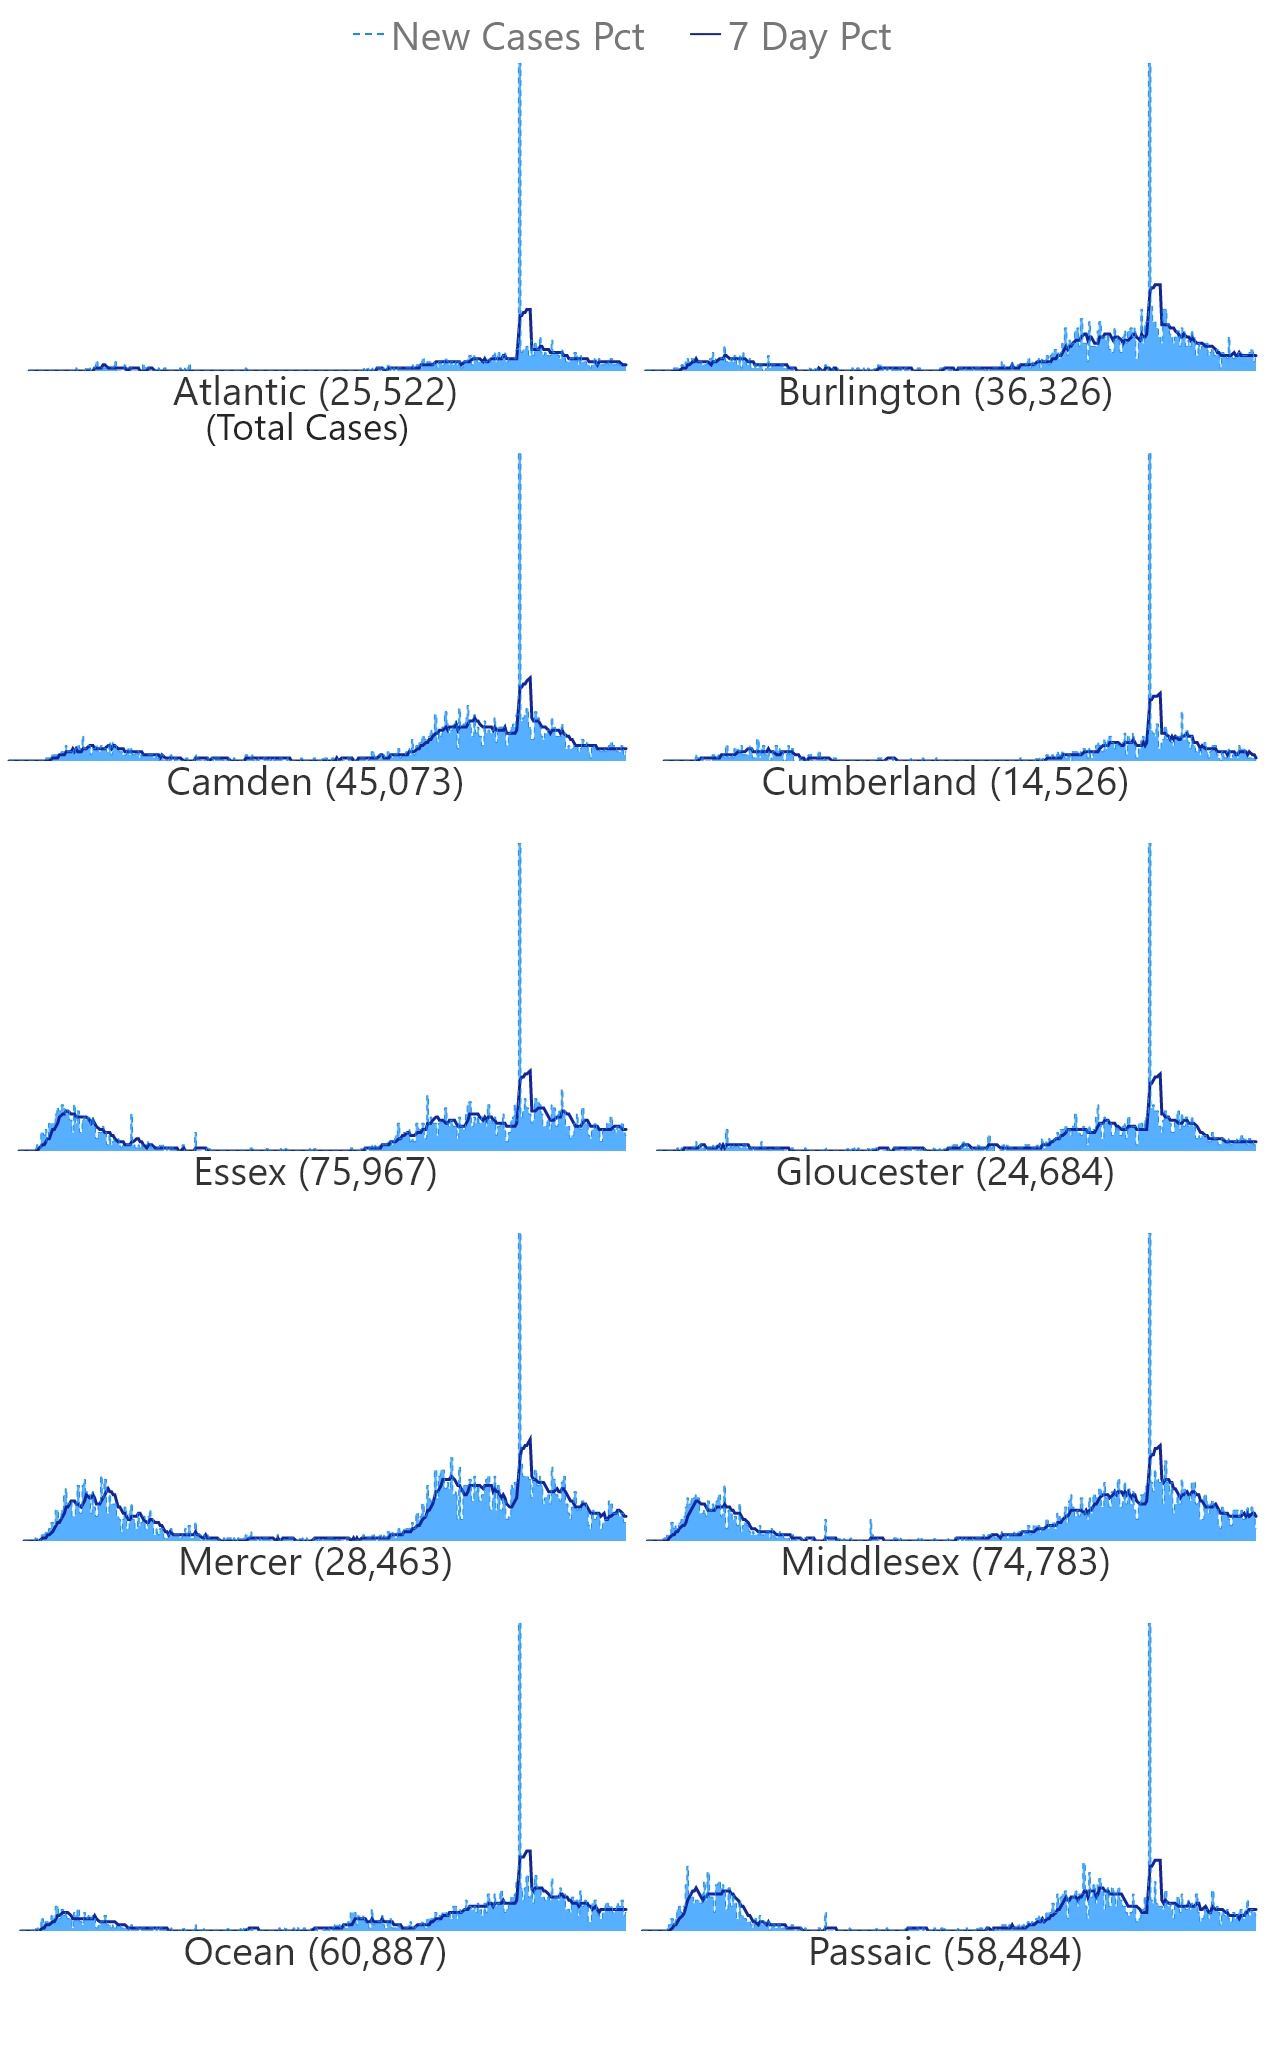 New Cases Pct 7 Day Pct
Atlantic (25,522) Burlington (36,326)
(Total Cases)
Camden (45,073) Cumberland (14,526)
Essex (75,967) Gloucester (24,684)
Mercer (28,463) Middlesex (74,783)
Ocean (60,887) Passaic (58,484)